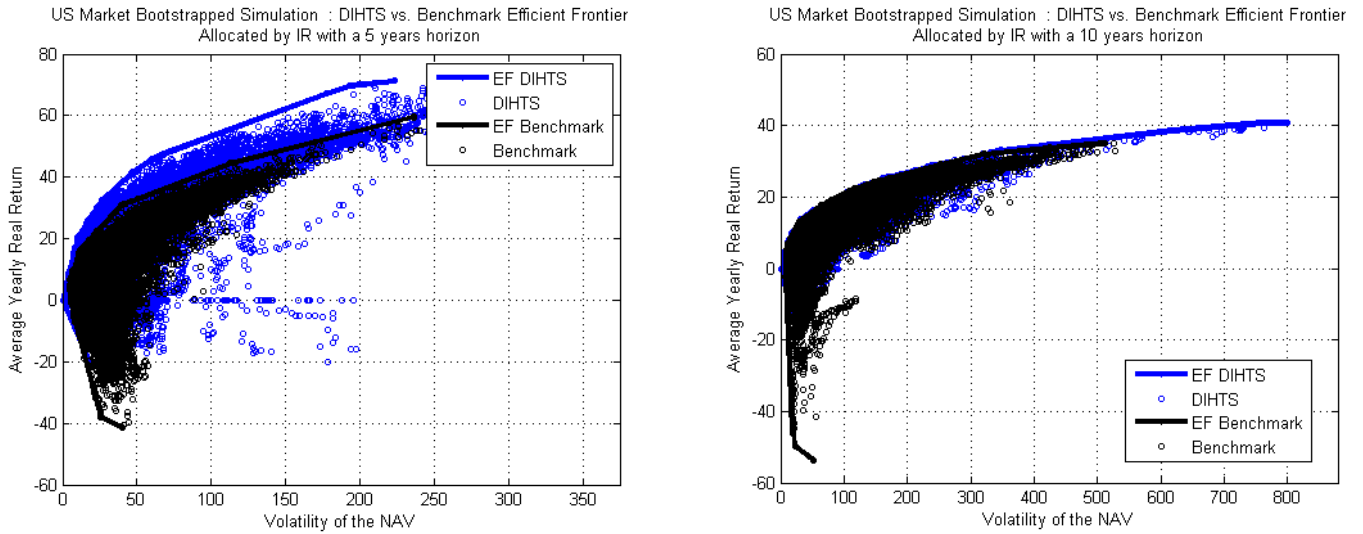 US Market Bootstrapped Simulation : DIHTS vs. Benchmark Efficient Frontier
Allocated by IR with a 5 years horizon
80
60
40
20
0
-20
-40
-60
0
50
100
150
200
250
300
350
Average Yearly Real Return
Volatility of the NAV
EF DIHTS
DIHTS
EF Benchmark
Benchmark
US Market Bootstrapped Simulation : DIHTS vs. Benchmark Efficient Frontier
Allocated by IR with a 10 years horizon
60
40
20
0
-20
-40
-60
0
100
200
300
400
500
600
700
800
Average Yearly Real Return
Volatility of the NAV
EF DIHTS
DIHTS
EF Benchmark
Benchmark